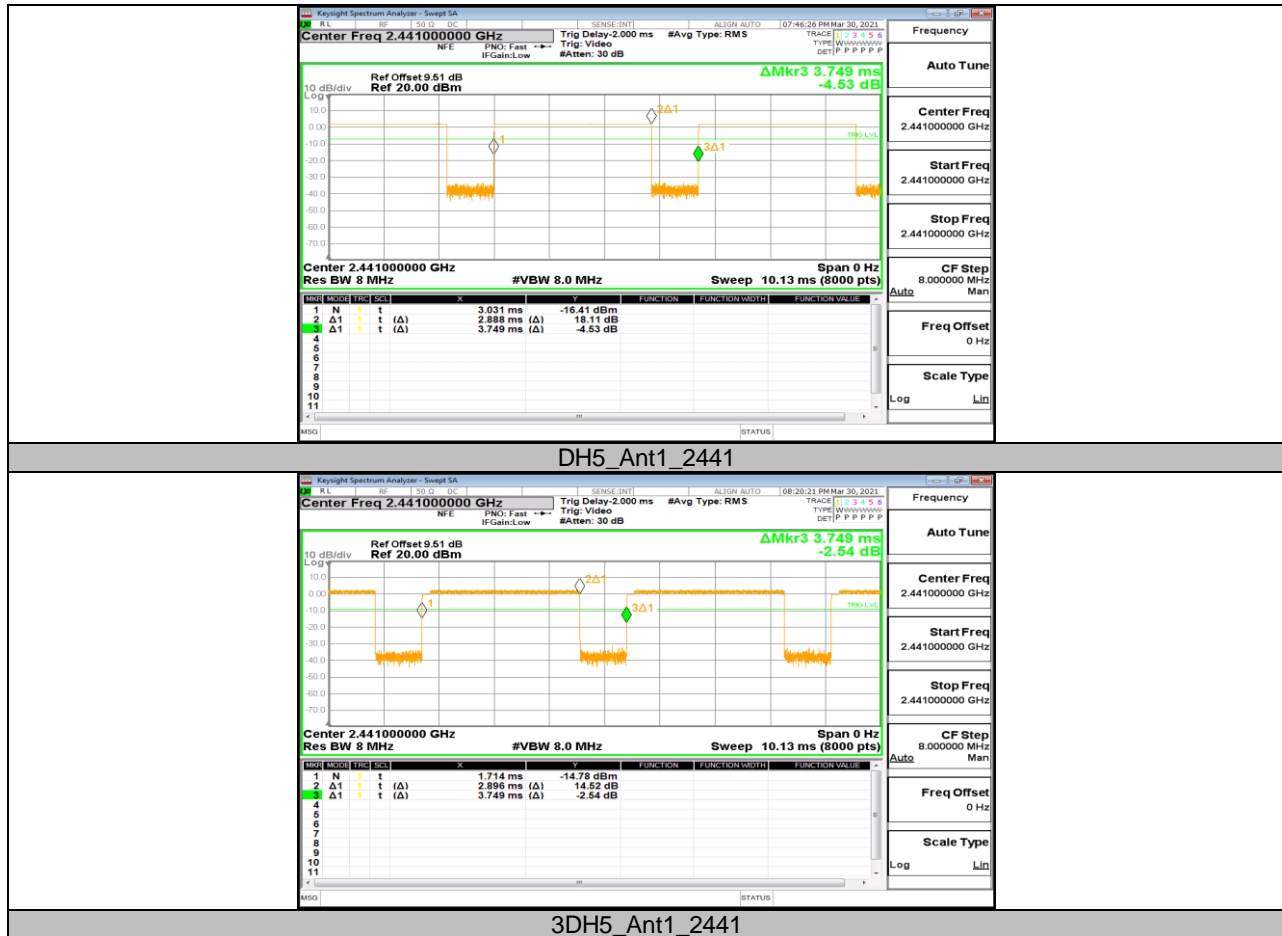 Keysight Spectrum Analyzer - Swept SA
RL RF 50 Ω DC SENSE:INT ALIGN AUTO 07:46:26 PM Mar 30, 2021
Center Freq 2.441000000 GHz
NFE PNO: Fast IFGain:Low
Trig Delay-2.000 ms #Avg Type: RMS
Trig: Video
#Atten: 30 dB
TRACE 1 2 3 4 5 6
TYPE WWWWWW
DET P P P P P P
Frequency
ΔMkr3 3.749 ms
-4.53 dB
Ref Offset 9.51 dB
10 dB/div Ref 20.00 dBm
Log
10.0
0.00
-10.0
-20.0
-30.0
-40.0
-50.0
-60.0
-70.0
1
2Δ1
3Δ1
TRIG LVL
Center 2.441000000 GHz Span 0 Hz
Res BW 8 MHz #VBW 8.0 MHz Sweep 10.13 ms (8000 pts)
MKR MODE TRC SCL X Y FUNCTION FUNCTION WIDTH FUNCTION VALUE
1 N 1 t 3.031 ms -16.41 dBm
2 Δ1 1 t (Δ) 2.888 ms (Δ) 18.11 dB
3 Δ1 1 t (Δ) 3.749 ms (Δ) -4.53 dB
4
5
6
7
8
9
10
11
MSG STATUS
Auto Tune
Center Freq
2.441000000 GHz
Start Freq
2.441000000 GHz
Stop Freq
2.441000000 GHz
CF Step
8.000000 MHz
Auto Man
Freq Offset
0 Hz
Scale Type
Log Lin
DH5_Ant1_2441
Keysight Spectrum Analyzer - Swept SA
RL RF 50 Ω DC SENSE:INT ALIGN AUTO 08:20:21 PM Mar 30, 2021
Center Freq 2.441000000 GHz
NFE PNO: Fast IFGain:Low
Trig Delay-2.000 ms #Avg Type: RMS
Trig: Video
#Atten: 30 dB
TRACE 1 2 3 4 5 6
TYPE WWWWWW
DET P P P P P P
Frequency
ΔMkr3 3.749 ms
-2.54 dB
Ref Offset 9.51 dB
10 dB/div Ref 20.00 dBm
Log
10.0
0.00
-10.0
-20.0
-30.0
-40.0
-50.0
-60.0
-70.0
1
2Δ1
3Δ1
TRIG LVL
Center 2.441000000 GHz Span 0 Hz
Res BW 8 MHz #VBW 8.0 MHz Sweep 10.13 ms (8000 pts)
MKR MODE TRC SCL X Y FUNCTION FUNCTION WIDTH FUNCTION VALUE
1 N 1 t 1.714 ms -14.78 dBm
2 Δ1 1 t (Δ) 2.896 ms (Δ) 14.52 dB
3 Δ1 1 t (Δ) 3.749 ms (Δ) -2.54 dB
4
5
6
7
8
9
10
11
MSG STATUS
Auto Tune
Center Freq
2.441000000 GHz
Start Freq
2.441000000 GHz
Stop Freq
2.441000000 GHz
CF Step
8.000000 MHz
Auto Man
Freq Offset
0 Hz
Scale Type
Log Lin
3DH5_Ant1_2441